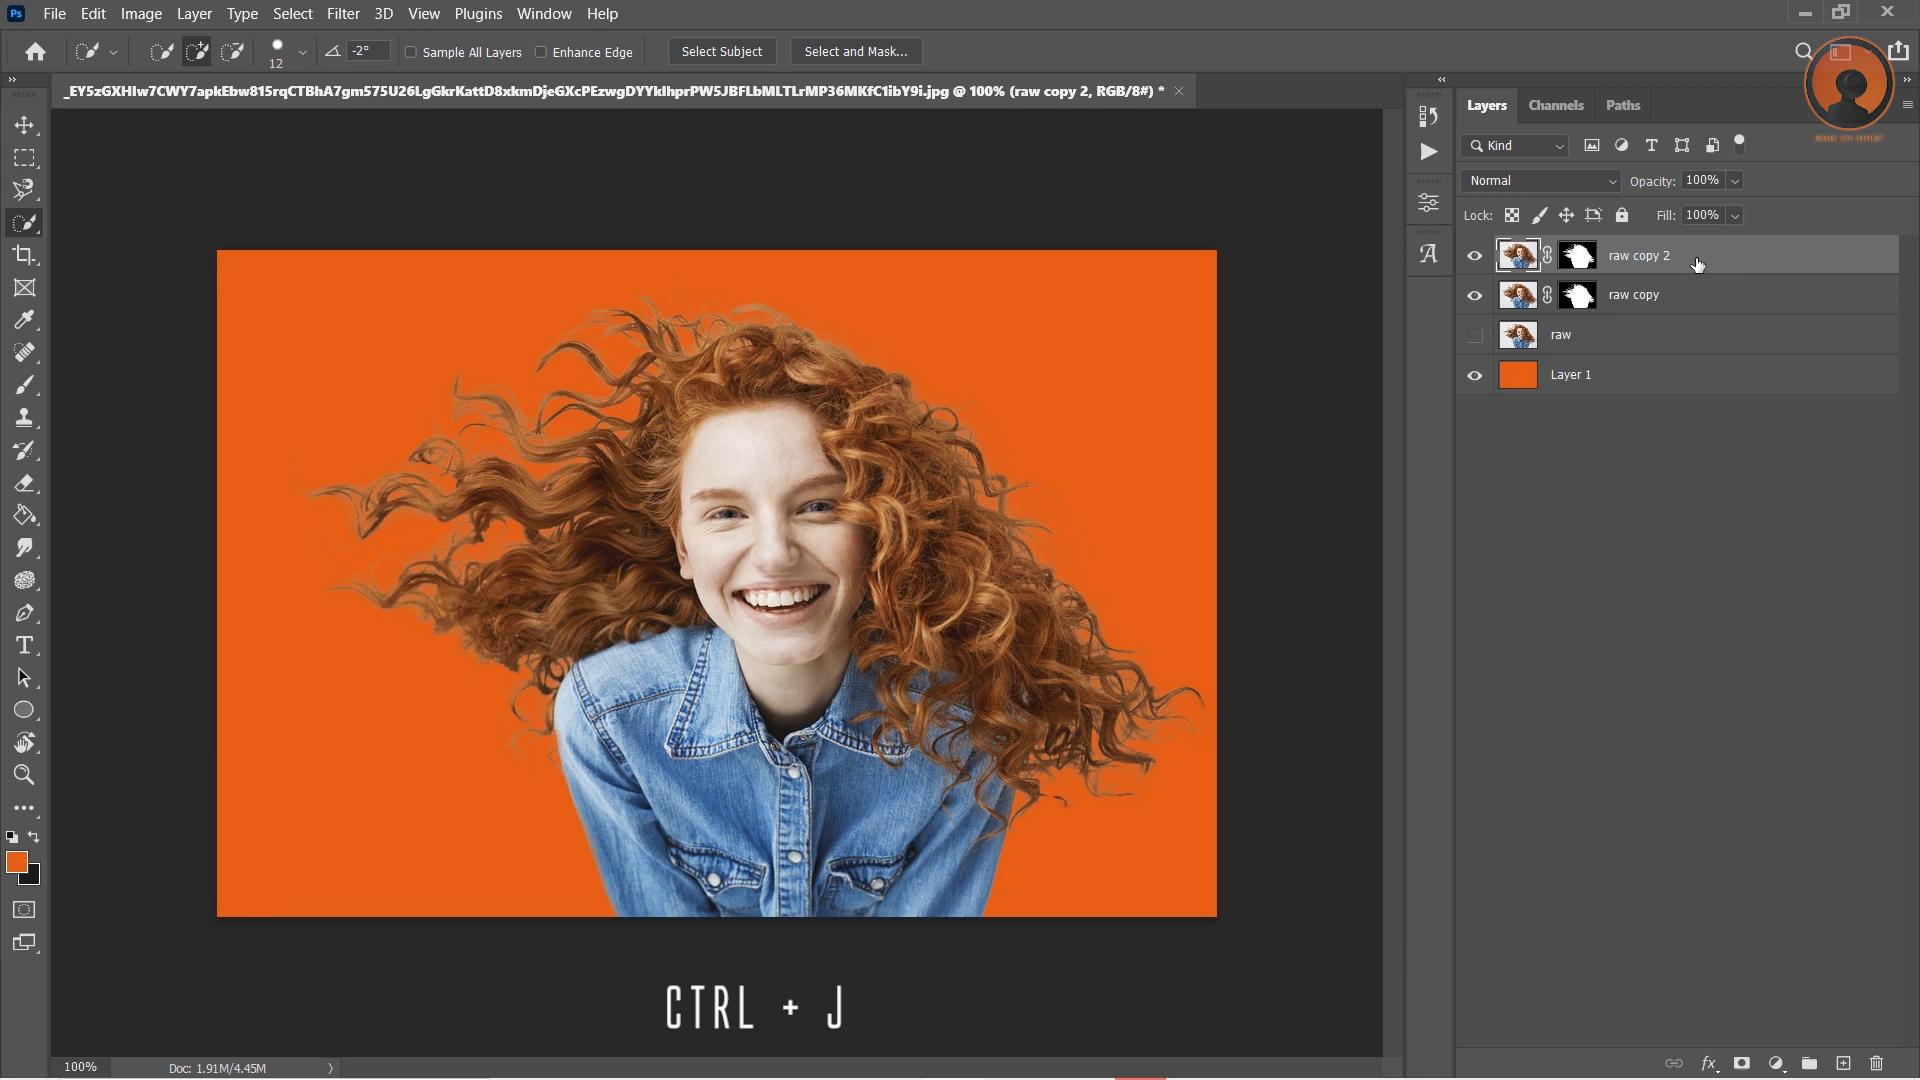 Ps File Edit Image Layer Type Select Filter 3D View Plugins Window Help
12 -2° Sample All Layers Enhance Edge Select Subject Select and Mask...
_EY5zGXHIw7CWY7apkEbw815rqCTBhA7gm575U26LgGkrKattD8xkmDjeGXcPEzwgDYYkIhprPW5JBFLbMLTLrMP36MKfC1ibY9i.jpg @ 100% (raw copy 2, RGB/8#) *
Layers Channels Paths
Kind
Normal Opacity: 100%
Lock: Fill: 100%
raw copy 2
raw copy
raw
Layer 1
CTRL + J
100% Doc: 1.91M/4.45M